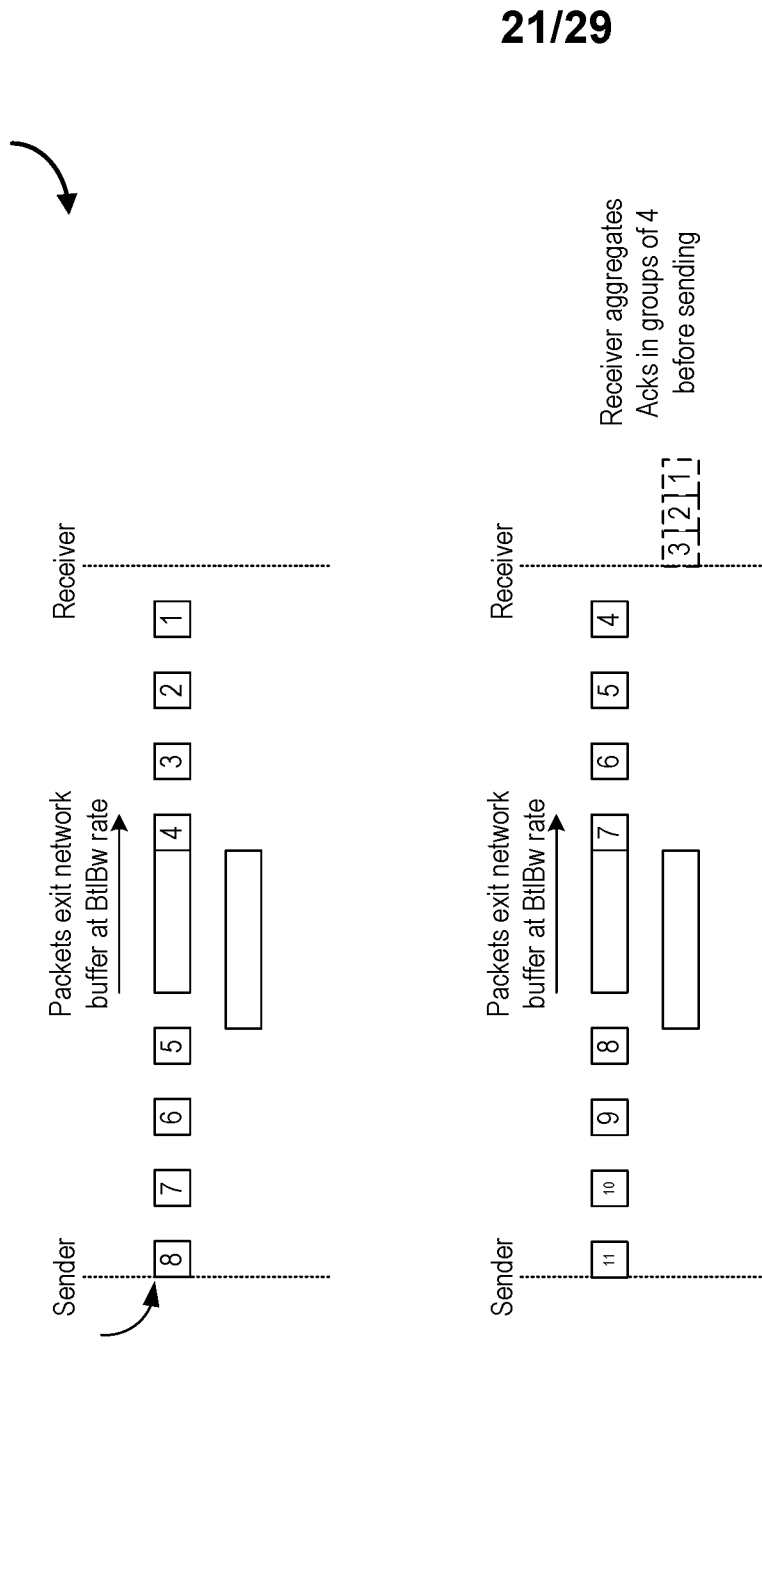 21/29
Sender
Receiver
Packets exit network
buffer at BtlBw rate
8
7
6
5
4
3
2
1
Sender
Receiver
Packets exit network
buffer at BtlBw rate
11
10
9
8
7
6
5
4
3 2 1
Receiver aggregates
Acks in groups of 4
before sending